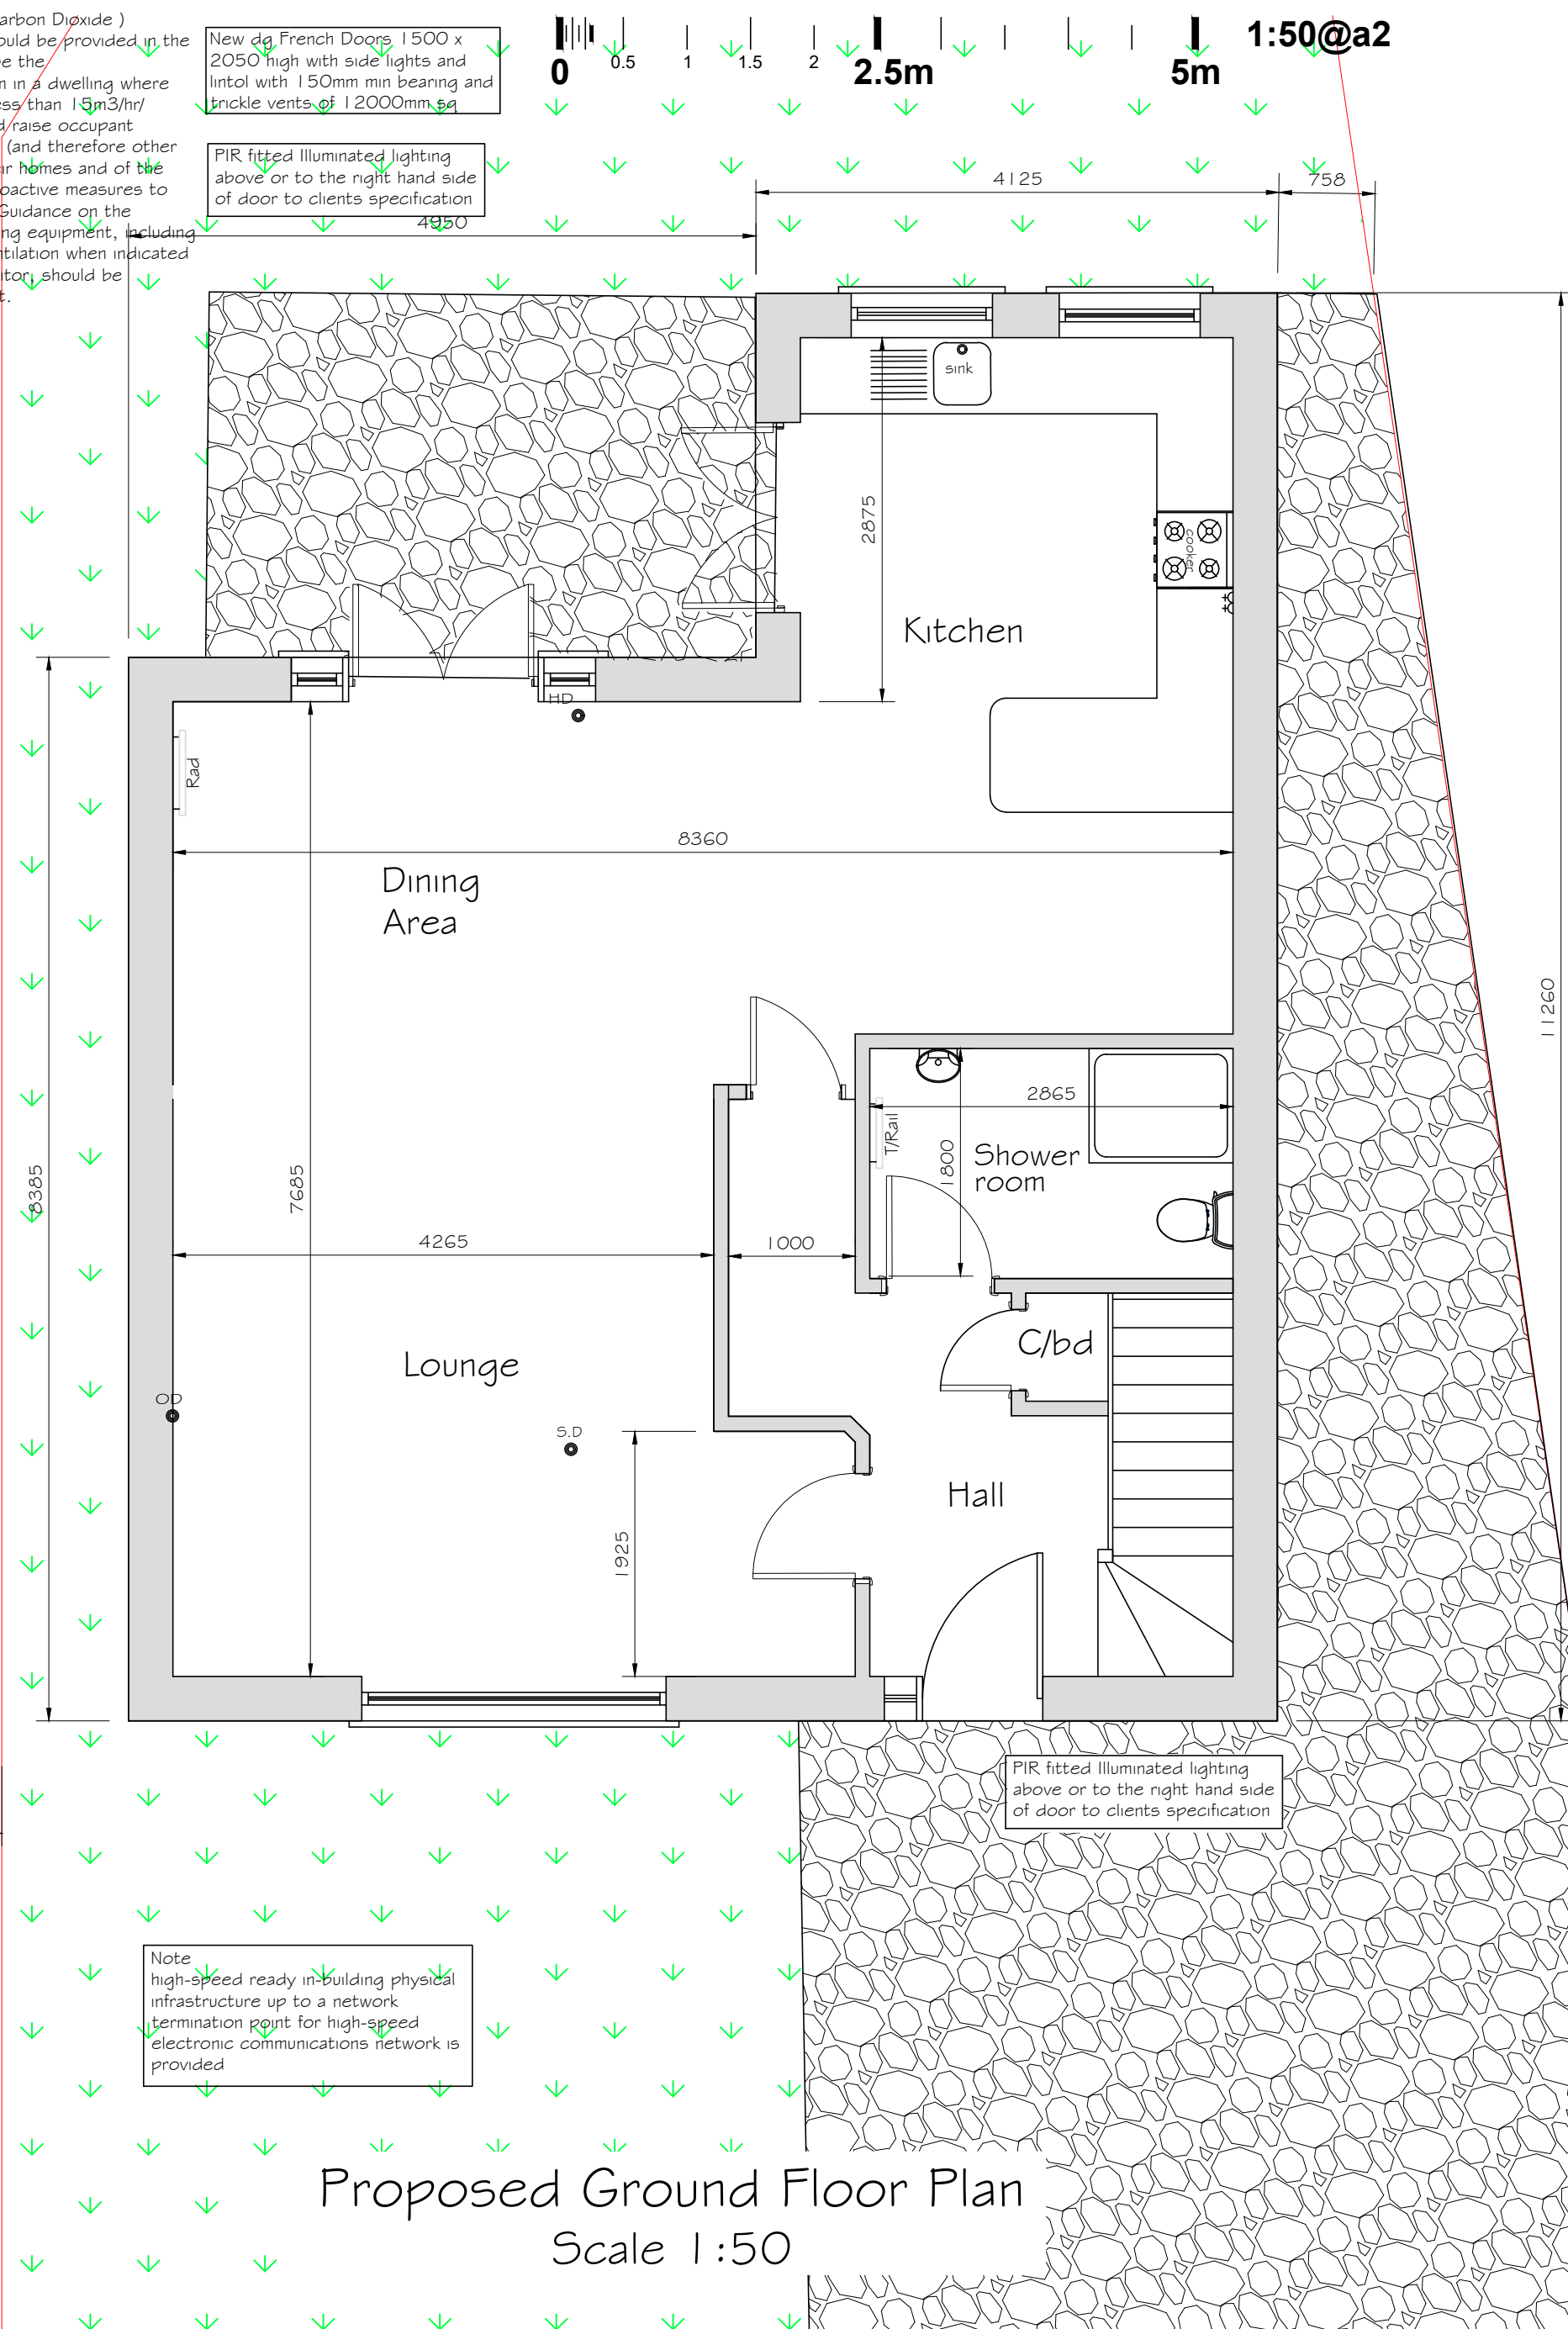 arbon Dioxide )
ould be provided in the
be the
n in a dwelling where
ess than 15m3/hr/
d raise occupant
(and therefore other
ir homes and of the
oactive measures to
Guidance on the
ng equipment, including
ntilation when indicated
itor, should be
t.
New dg French Doors 1500 x
2050 high with side lights and
lintol with 150mm min bearing and
trickle vents of 12000mm sq
0
0.5
1
1.5
2
2.5m
5m
1:50@a2
PIR fitted Illuminated lighting
above or to the right hand side
of door to clients specification
4125
758
4950
sink
2875
cooker
Kitchen
HD
Rad
8360
Dining
Area
11260
2865
T/Rail
1800
Shower
room
8385
7685
4265
1000
C/bd
Lounge
OD
S.D
Hall
1925
PIR fitted Illuminated lighting
above or to the right hand side
of door to clients specification
Note
high-speed ready in-building physical
infrastructure up to a network
termination point for high-speed
electronic communications network is
provided
Proposed Ground Floor Plan
Scale 1:50